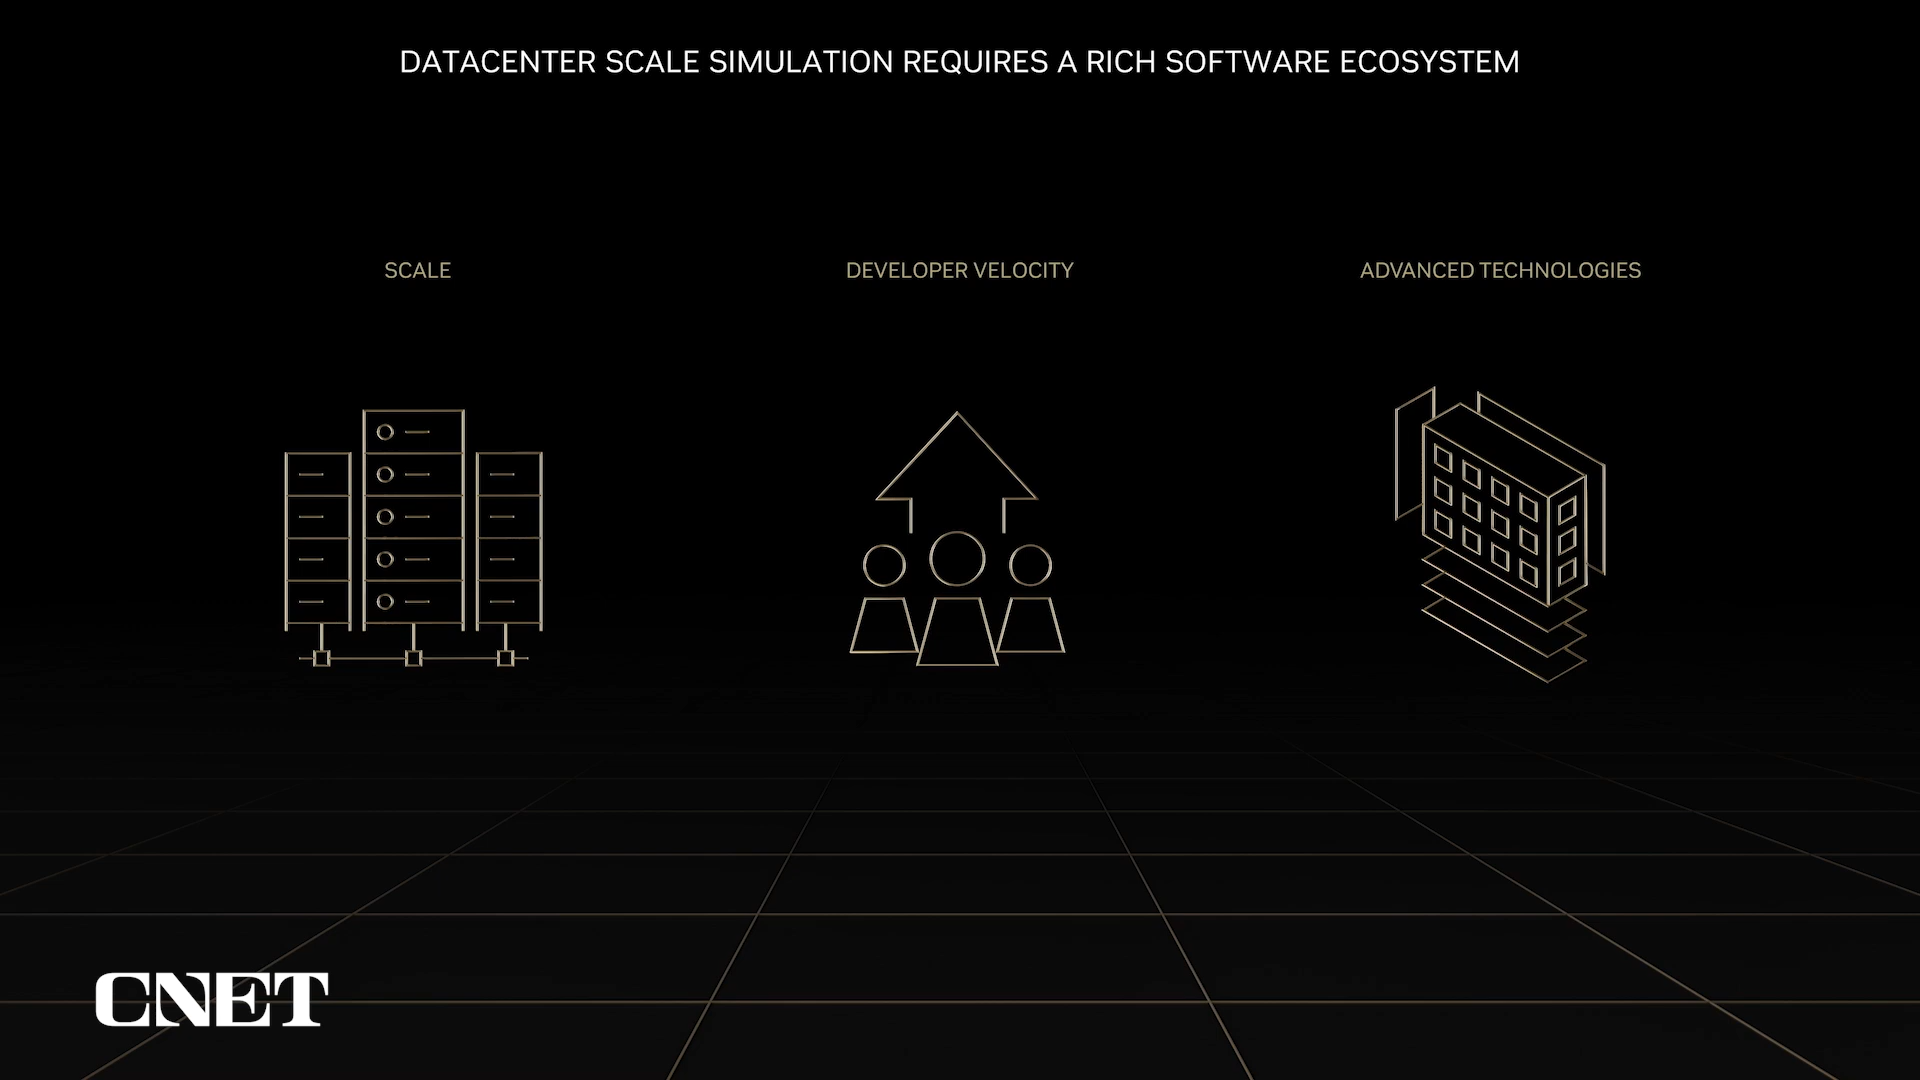 DATACENTER SCALE SIMULATION REQUIRES A RICH SOFTWARE ECOSYSTEM
SCALE
DEVELOPER VELOCITY
ADVANCED TECHNOLOGIES
CNET